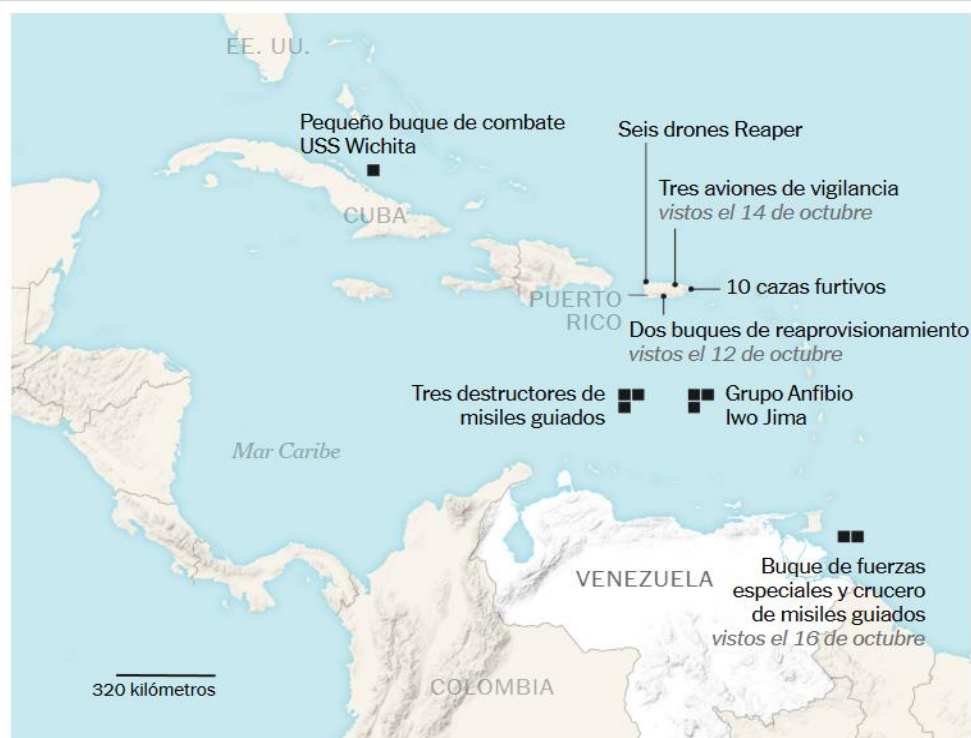 EE. UU.
Pequeño buque de combate
USS Wichita
CUBA
Seis drones Reaper
Tres aviones de vigilancia
vistos el 14 de octubre
10 cazas furtivos
PUERTO
RICO
Dos buques de reaprovisionamiento
vistos el 12 de octubre
Tres destructores de
misiles guiados
Grupo Anfibio
Iwo Jima
Mar Caribe
VENEZUELA
Buque de fuerzas
especiales y crucero
de misiles guiados
vistos el 16 de octubre
320 kilómetros
COLOMBIA